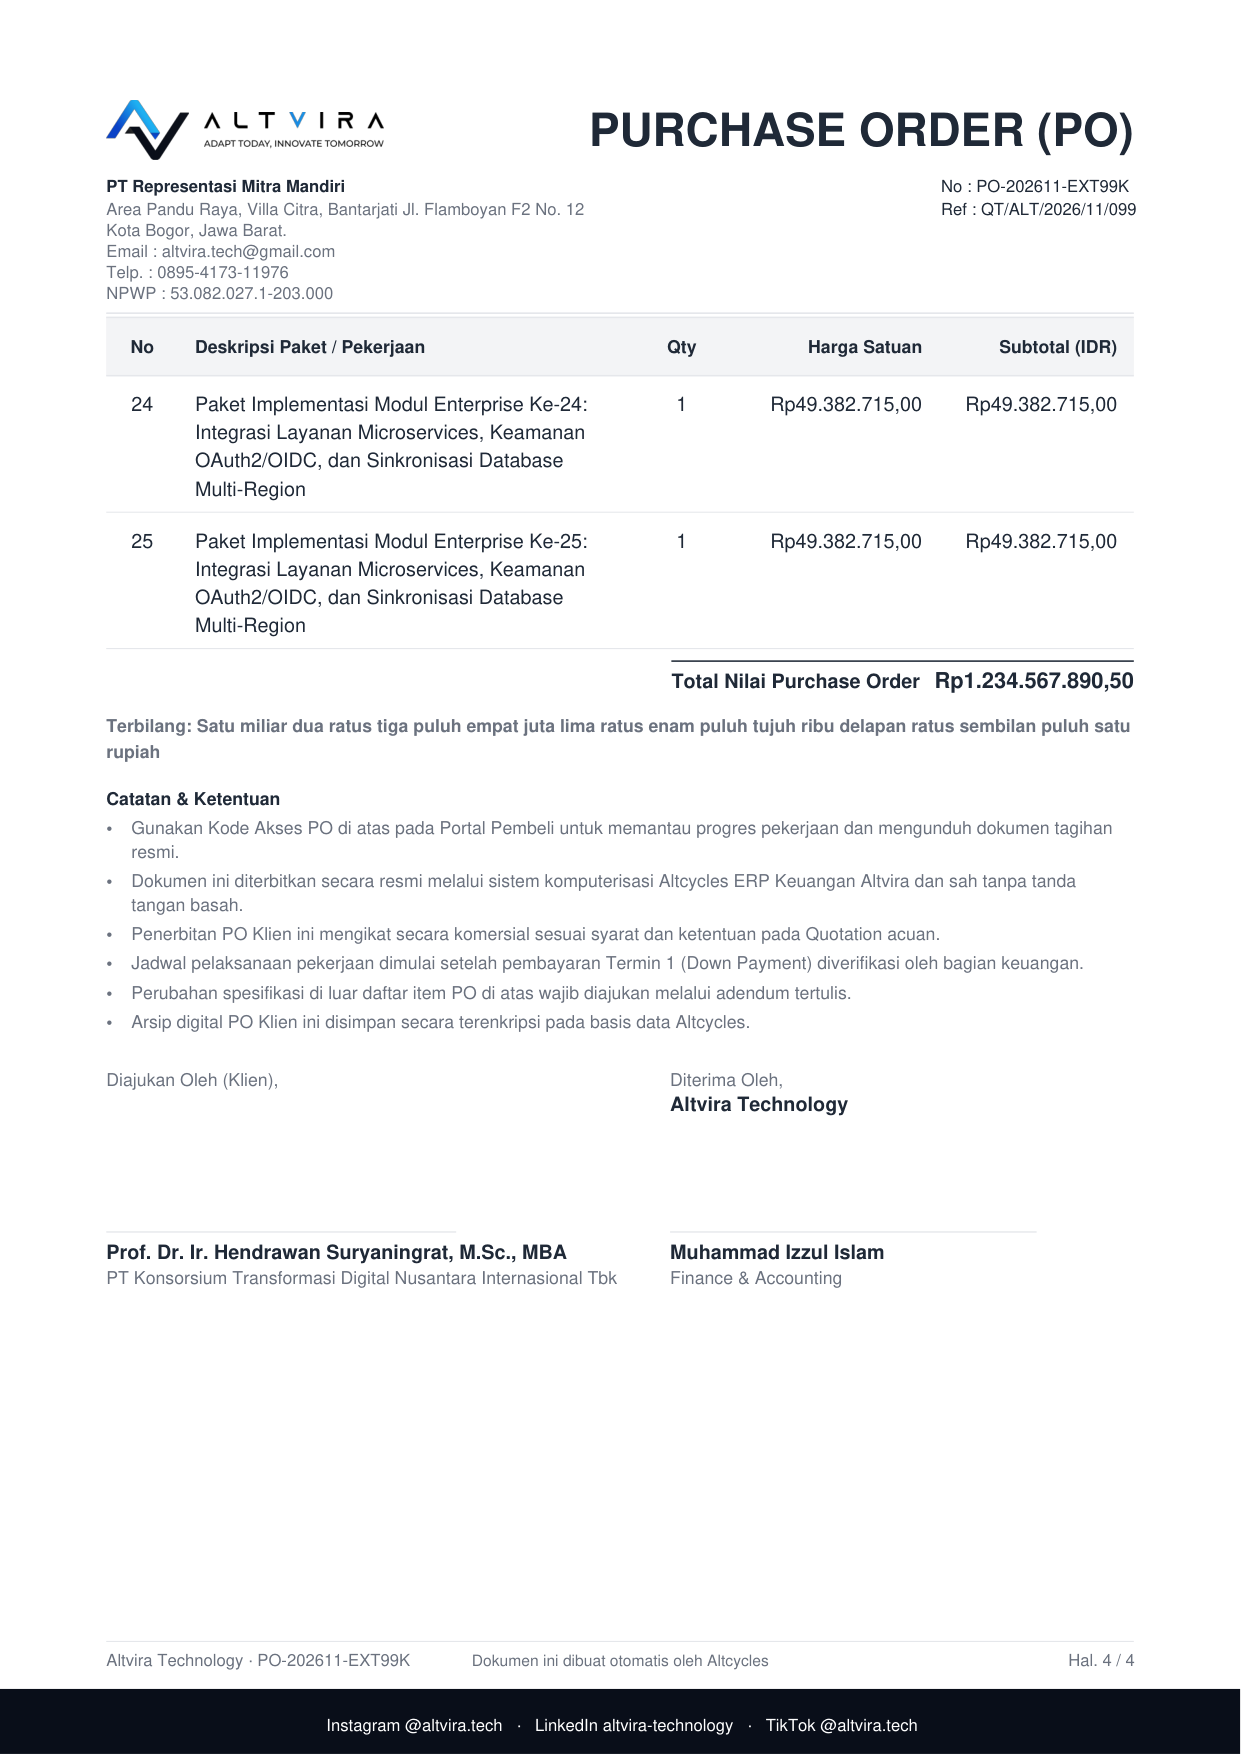 ALTVIRA
ADAPT TODAY, INNOVATE TOMORROW
PURCHASE ORDER (PO)
PT Representasi Mitra Mandiri
Area Pandu Raya, Villa Citra, Bantarjati Jl. Flamboyan F2 No. 12
Kota Bogor, Jawa Barat.
Email : altvira.tech@gmail.com
Telp. : 0895-4173-11976
NPWP : 53.082.027.1-203.000
No : PO-202611-EXT99K
Ref : QT/ALT/2026/11/099
No Deskripsi Paket / Pekerjaan Qty Harga Satuan Subtotal (IDR)
24 Paket Implementasi Modul Enterprise Ke-24: 1 Rp49.382.715,00 Rp49.382.715,00
Integrasi Layanan Microservices, Keamanan
OAuth2/OIDC, dan Sinkronisasi Database
Multi-Region
25 Paket Implementasi Modul Enterprise Ke-25: 1 Rp49.382.715,00 Rp49.382.715,00
Integrasi Layanan Microservices, Keamanan
OAuth2/OIDC, dan Sinkronisasi Database
Multi-Region
Total Nilai Purchase Order Rp1.234.567.890,50
Terbilang: Satu miliar dua ratus tiga puluh empat juta lima ratus enam puluh tujuh ribu delapan ratus sembilan puluh satu
rupiah
Catatan & Ketentuan
• Gunakan Kode Akses PO di atas pada Portal Pembeli untuk memantau progres pekerjaan dan mengunduh dokumen tagihan
resmi.
• Dokumen ini diterbitkan secara resmi melalui sistem komputerisasi Altcycles ERP Keuangan Altvira dan sah tanpa tanda
tangan basah.
• Penerbitan PO Klien ini mengikat secara komersial sesuai syarat dan ketentuan pada Quotation acuan.
• Jadwal pelaksanaan pekerjaan dimulai setelah pembayaran Termin 1 (Down Payment) diverifikasi oleh bagian keuangan.
• Perubahan spesifikasi di luar daftar item PO di atas wajib diajukan melalui adendum tertulis.
• Arsip digital PO Klien ini disimpan secara terenkripsi pada basis data Altcycles.
Diajukan Oleh (Klien),
Diterima Oleh,
Altvira Technology
Prof. Dr. Ir. Hendrawan Suryaningrat, M.Sc., MBA
PT Konsorsium Transformasi Digital Nusantara Internasional Tbk
Muhammad Izzul Islam
Finance & Accounting
Altvira Technology · PO-202611-EXT99K Dokumen ini dibuat otomatis oleh Altcycles Hal. 4 / 4
Instagram @altvira.tech · LinkedIn altvira-technology · TikTok @altvira.tech